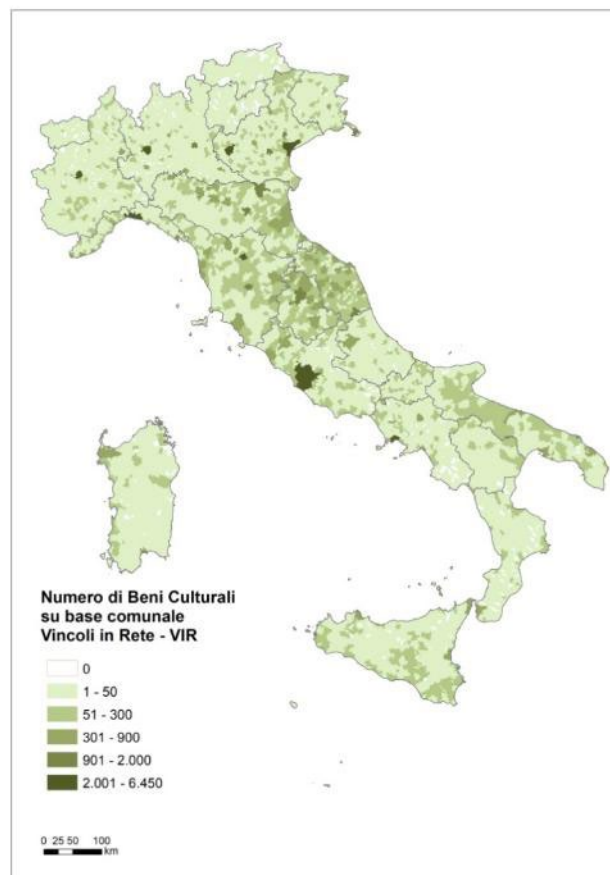 Numero di Beni Culturali
su base comunale
Vincoli in Rete - VIR
0
1 - 50
51 - 300
301 - 900
901 - 2.000
2.001 - 6.450
0 25 50 100
km